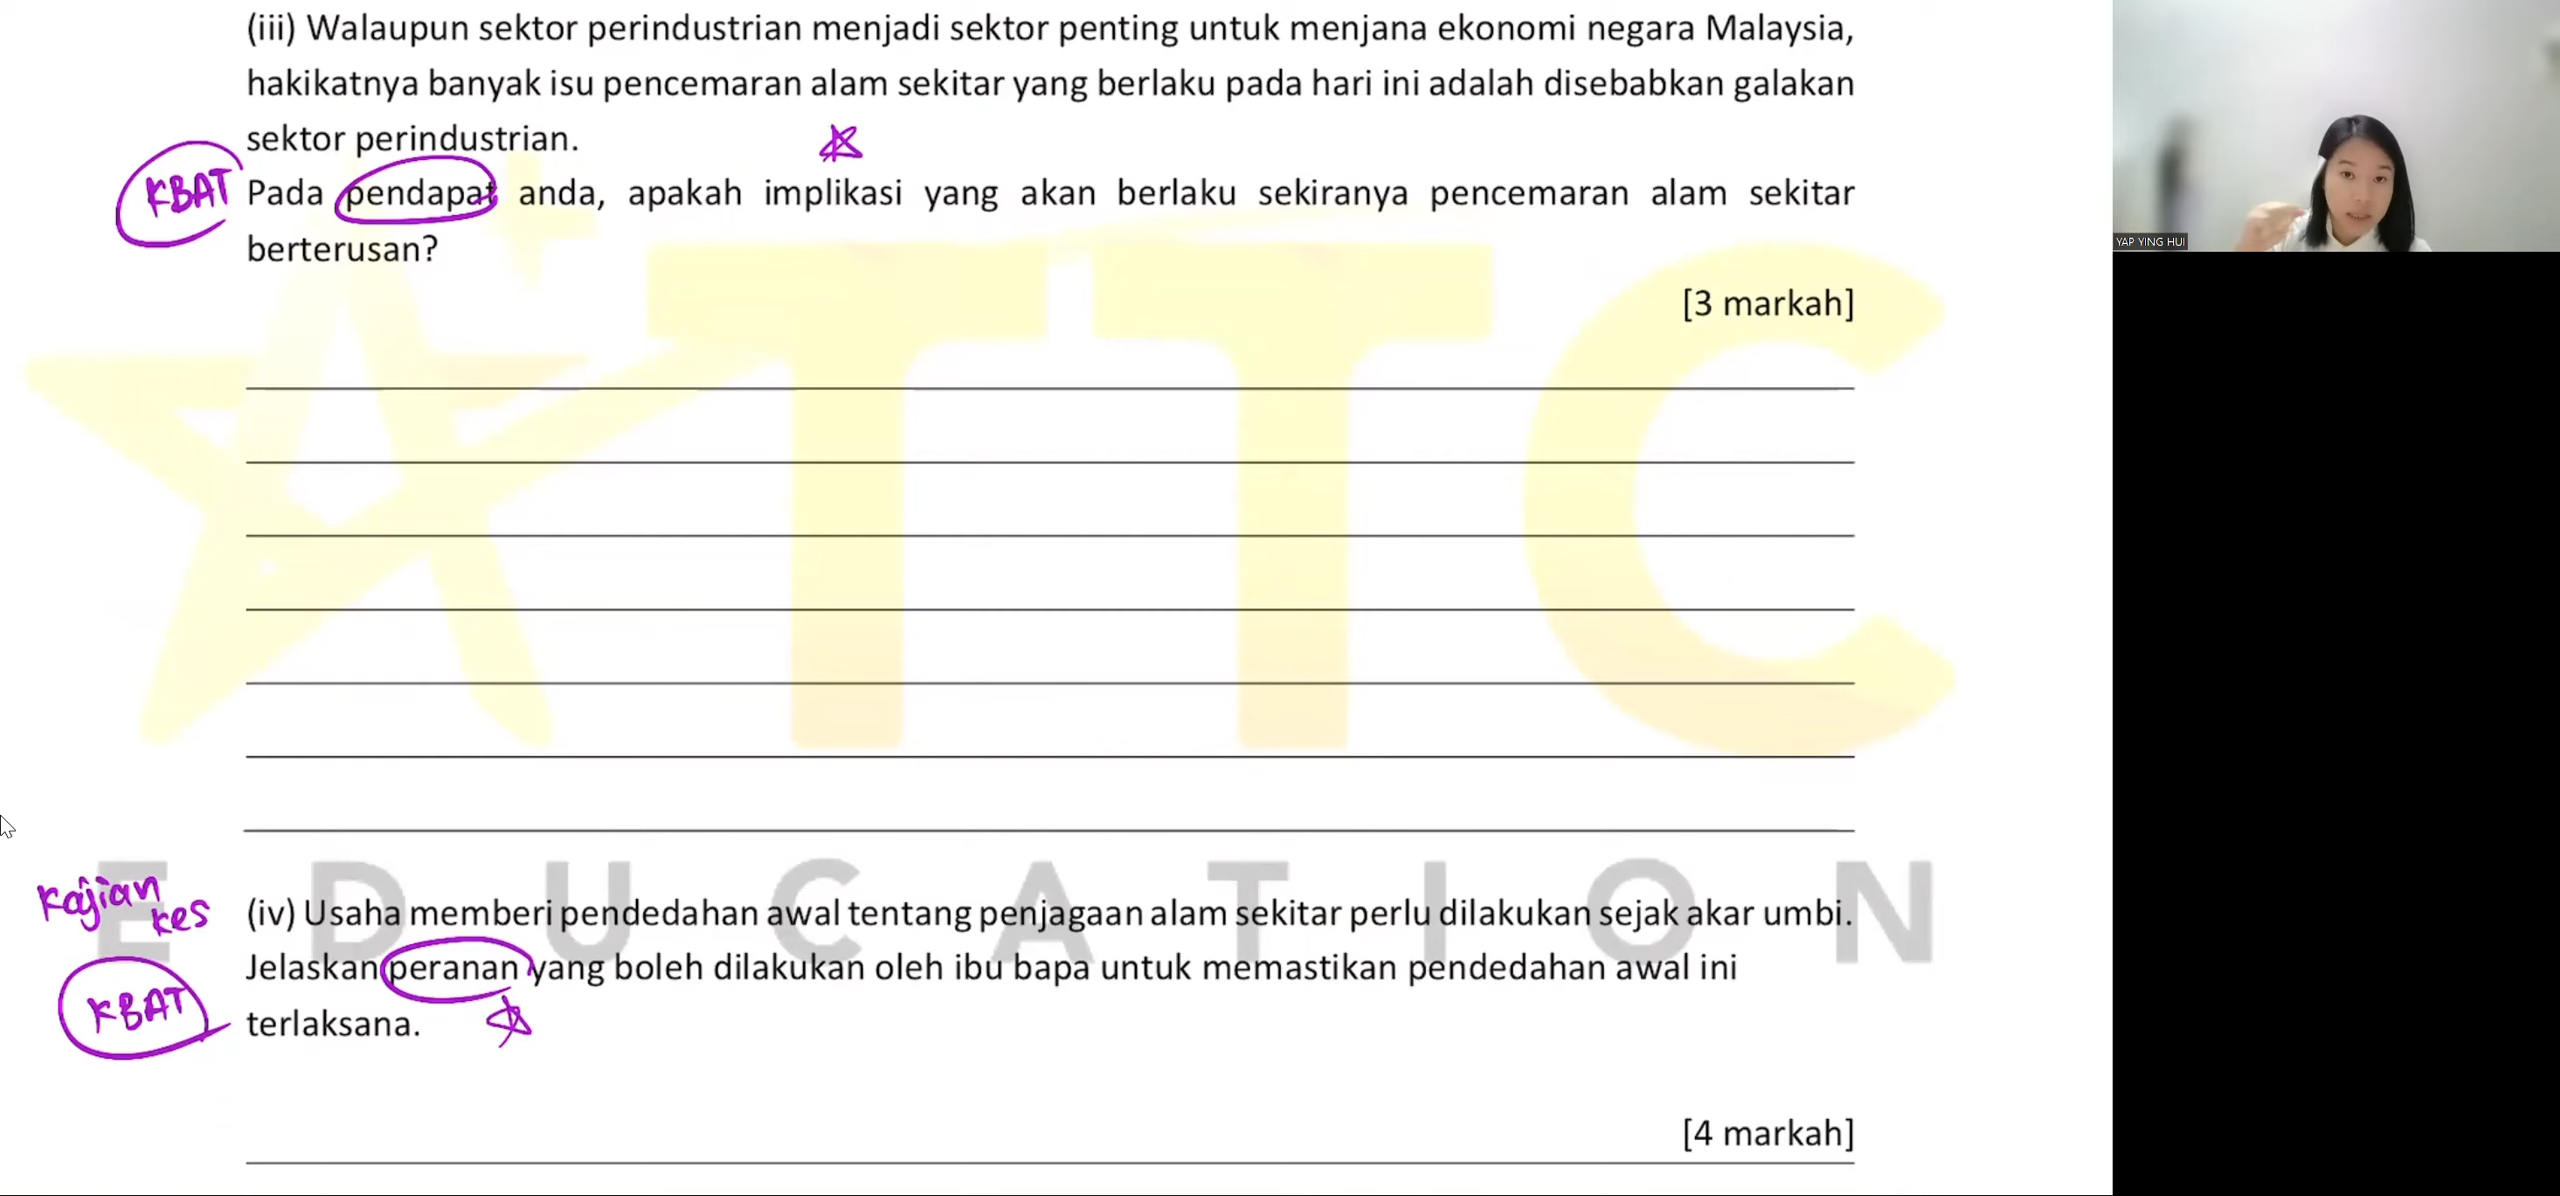 (iii) Walaupun sektor perindustrian menjadi sektor penting untuk menjana ekonomi negara Malaysia,
hakikatnya banyak isu pencemaran alam sekitar yang berlaku pada hari ini adalah disebabkan galakan
sektor perindustrian.
KBAT Pada pendapat anda, apakah implikasi yang akan berlaku sekiranya pencemaran alam sekitar
berterusan?
[3 markah]
YAP YING HUI
TTC
EDUCATION
Kajian
kes
(iv) Usaha memberi pendedahan awal tentang penjagaan alam sekitar perlu dilakukan sejak akar umbi.
Jelaskan peranan yang boleh dilakukan oleh ibu bapa untuk memastikan pendedahan awal ini
KBAT
terlaksana.
[4 markah]